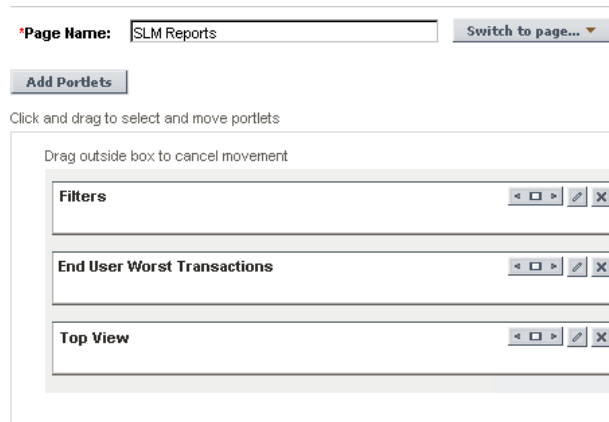 *Page Name: SLM Reports Switch to page...
Add Portlets
Click and drag to select and move portlets
Drag outside box to cancel movement
Filters
End User Worst Transactions
Top View